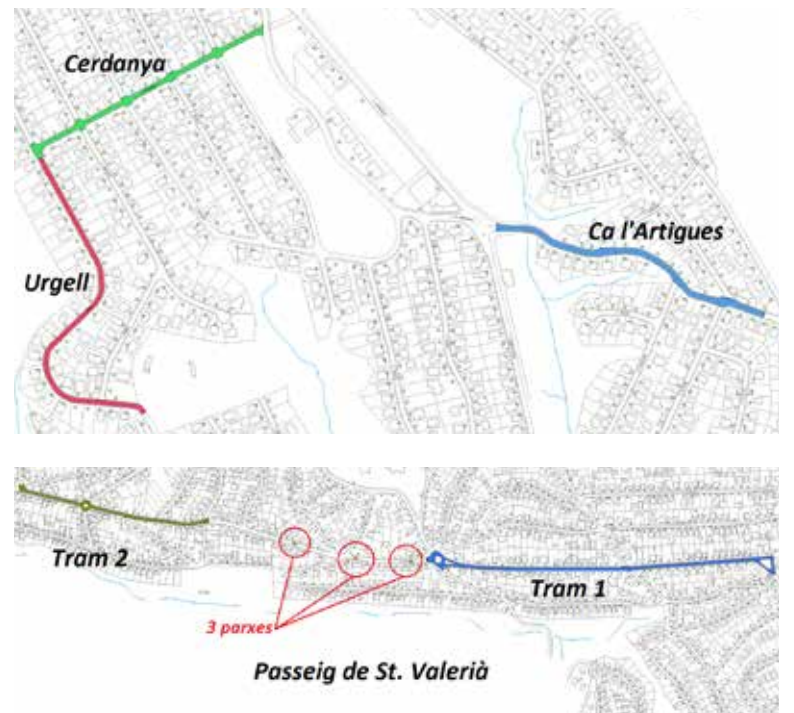 Cerdanya
Ca l'Artigues
Urgell
Tram 2
Tram 1
3 parxes
Passeig de St. Valerià